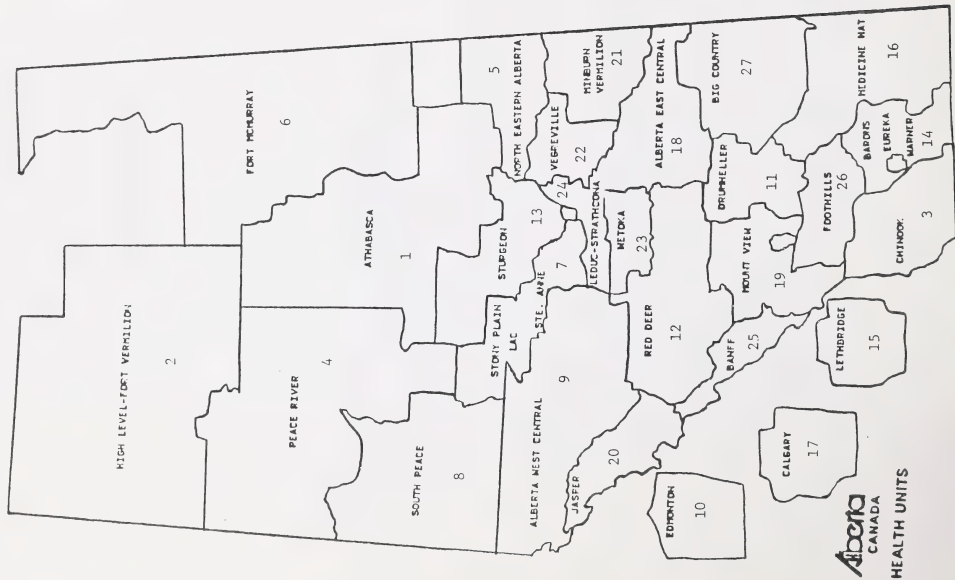 HIGH LEVEL-FORT VERMILION
2
FORT MCMURRAY
6
PEACE RIVER
4
ATHABASCA
1
SOUTH PEACE
8
STONY PLAIN
LAC
STE. ANNE
7
STURGEON
13
NORTH EASTERN ALBERTA
5
ALBERTA WEST CENTRAL
9
VEGREVILLE
22
MINBURN
VERMILION
21
24
LEDUC-STRATHCONA
WETOKA
23
ALBERTA EAST CENTRAL
18
JASPER
20
RED DEER
12
EDMONTON
10
BANFF
25
MOUNT VIEW
19
DRUMHELLER
11
BIG COUNTRY
27
CALGARY
17
LETHBRIDGE
15
FOOTHILLS
26
BARONS
EUREKA
WARNER
14
MEDICINE HAT
16
CHINOOK
3
Alberta
CANADA
HEALTH UNITS